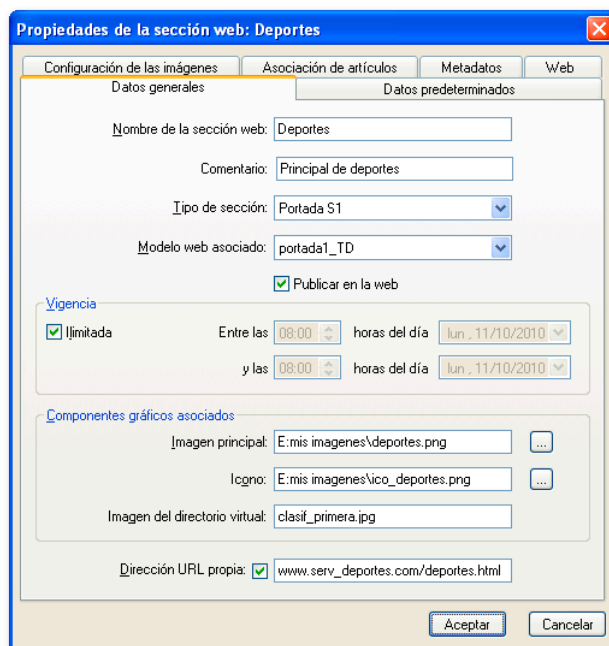 Propiedades de la sección web: Deportes
Configuración de las imágenes Asociación de artículos Metadatos Web
Datos generales Datos predeterminados
Nombre de la sección web: Deportes
Comentario: Principal de deportes
Tipo de sección: Portada S1
Modelo web asociado: portada1_TD
Publicar en la web
Vigencia
Ilimitada Entre las 08:00 horas del día lun , 11/10/2010
y las 08:00 horas del día lun , 11/10/2010
Componentes gráficos asociados
Imagen principal: E:mis imagenes\deportes.png ...
Icono: E:mis imagenes\ico_deportes.png ...
Imagen del directorio virtual: clasif_primera.jpg
Dirección URL propia: www.serv_deportes.com/deportes.html
Aceptar Cancelar